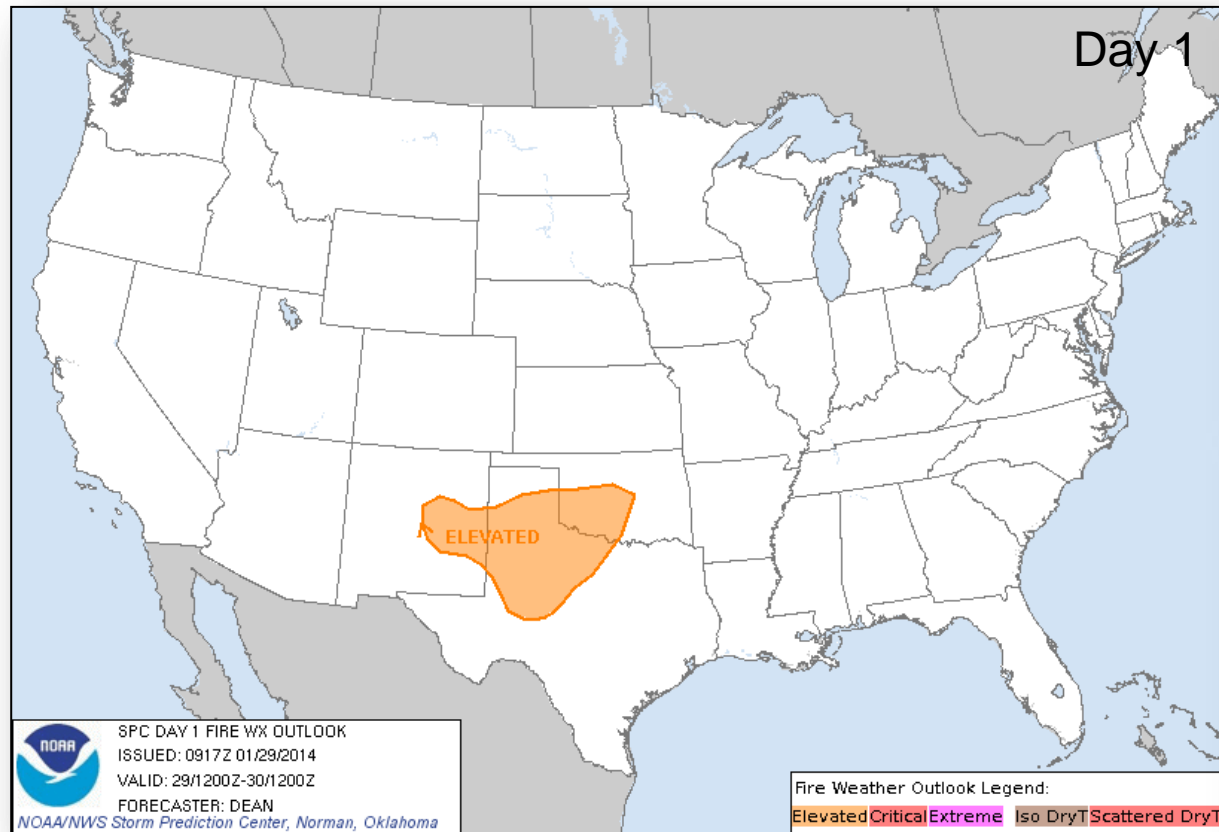 Day 1
ELEVATED
NOAA
SPC DAY 1 FIRE WX OUTLOOK
ISSUED: 0917Z 01/29/2014
VALID: 29/1200Z-30/1200Z
FORECASTER: DEAN
NOAA/NWS Storm Prediction Center, Norman, Oklahoma
Fire Weather Outlook Legend:
Elevated Critical Extreme Iso DryT Scattered DryT